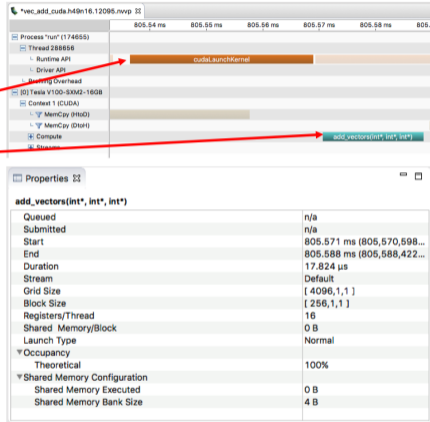 *vec_add_cuda.h49n16.12095.nvvp
805.54 ms 805.55 ms 805.56 ms 805.57 ms 805.58 ms 805.
Process "run" (174655)
Thread 288656
Runtime API cudaLaunchKernel
Driver API
Profiling Overhead
[0] Tesla V100-SXM2-16GB
Context 1 (CUDA)
MemCpy (HtoD)
MemCpy (DtoH)
Compute add_vectors(int*, int*, int*)
Streams
Properties
add_vectors(int*, int*, int*)
Queued n/a
Submitted n/a
Start 805.571 ms (805,570,598...
End 805.588 ms (805,588,422...
Duration 17.824 µs
Stream Default
Grid Size [ 4096,1,1 ]
Block Size [ 256,1,1 ]
Registers/Thread 16
Shared Memory/Block 0 B
Launch Type Normal
Occupancy
Theoretical 100%
Shared Memory Configuration
Shared Memory Executed 0 B
Shared Memory Bank Size 4 B